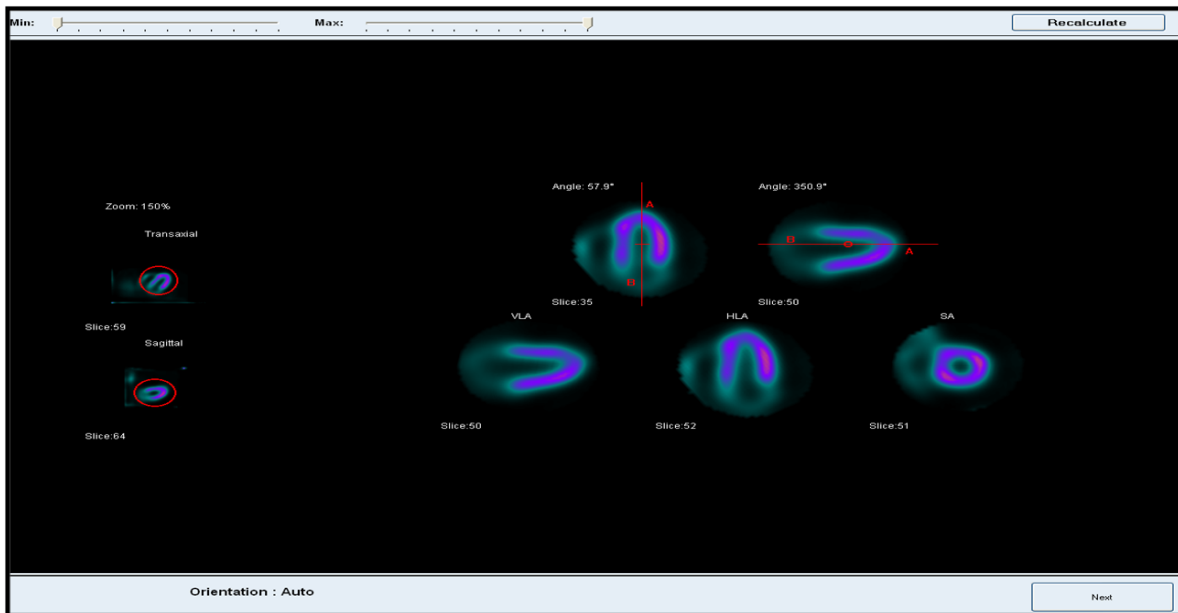 Min:
Max:
Recalculate
Angle: 57.9°
Angle: 350.9°
Zoom: 150%
Transaxial
A
B
B
A
Slice:35
Slice:50
Slice:59
VLA
HLA
SA
Sagittal
Slice:50
Slice:52
Slice:51
Slice:64
Orientation : Auto
Next